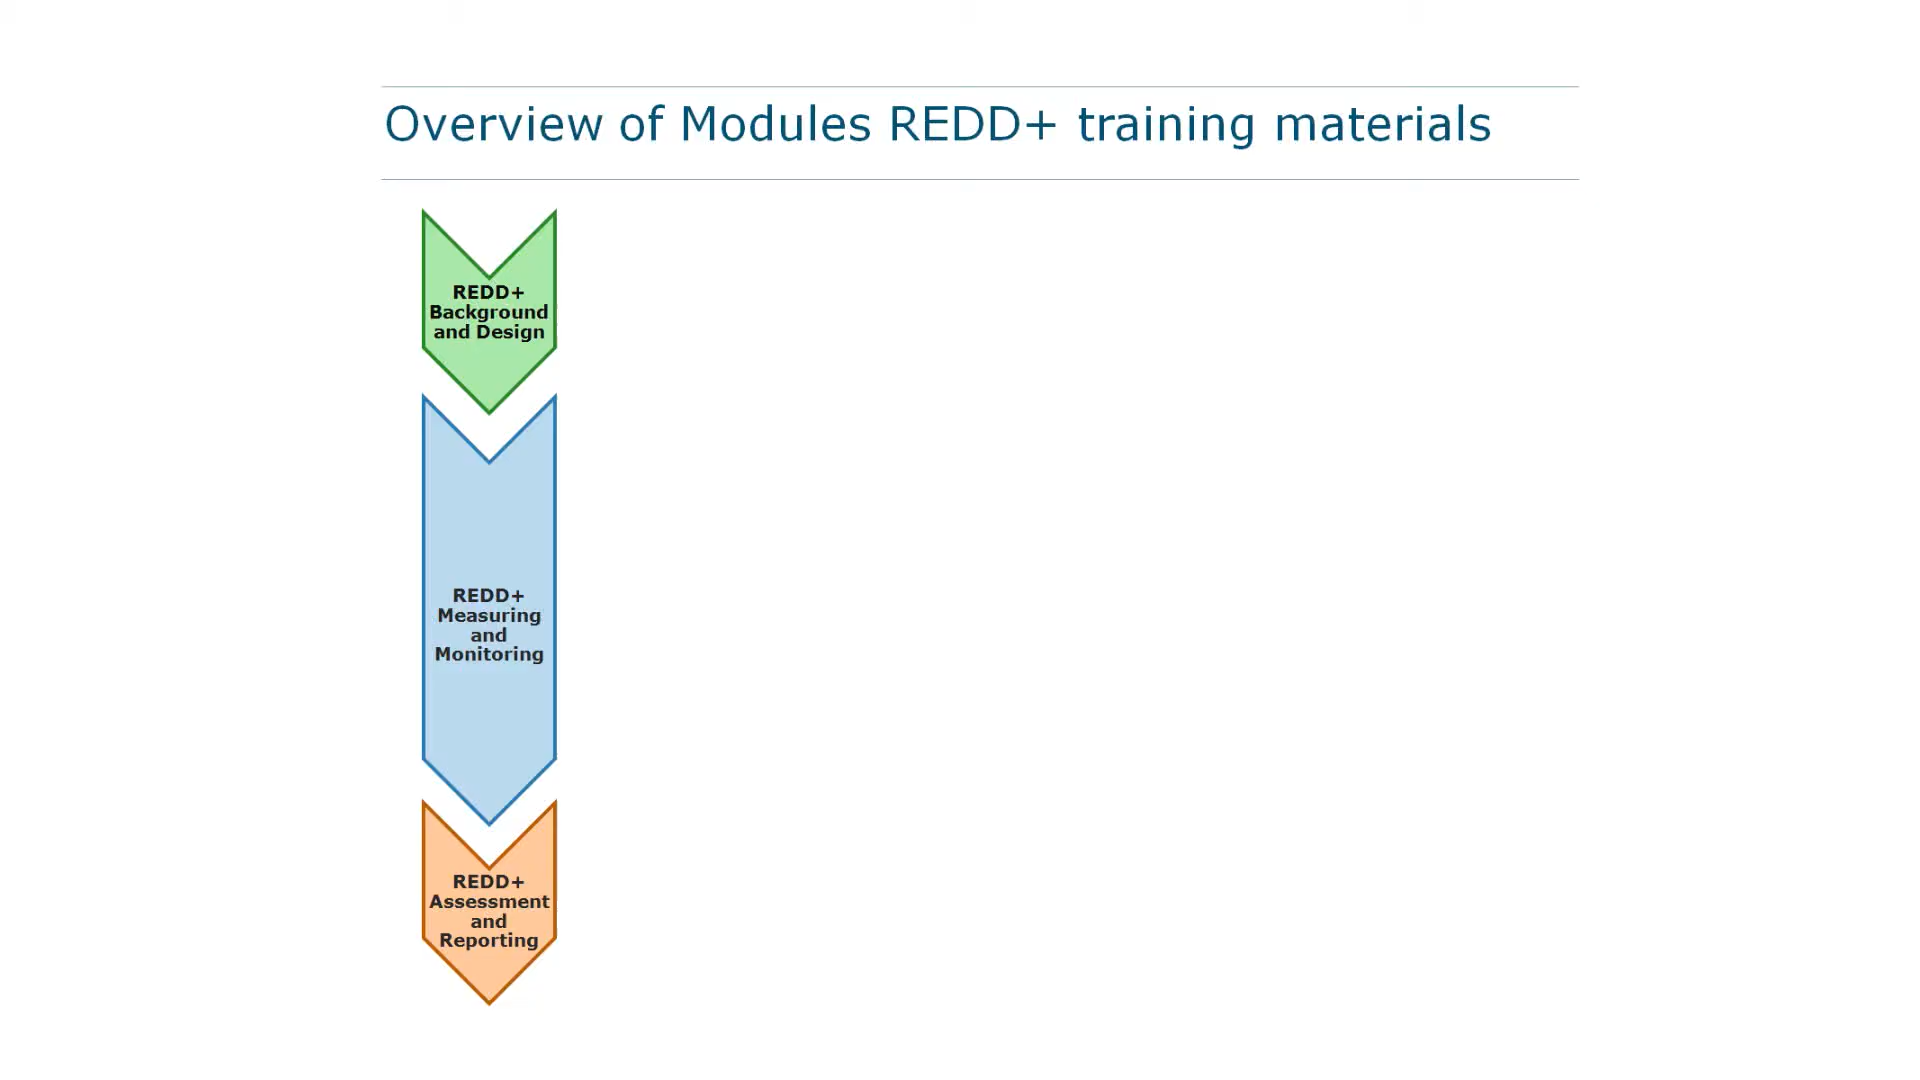 Overview of Modules REDD+ training materials
REDD+
Background
and Design
REDD+
Measuring
and
Monitoring
REDD+
Assessment
and
Reporting